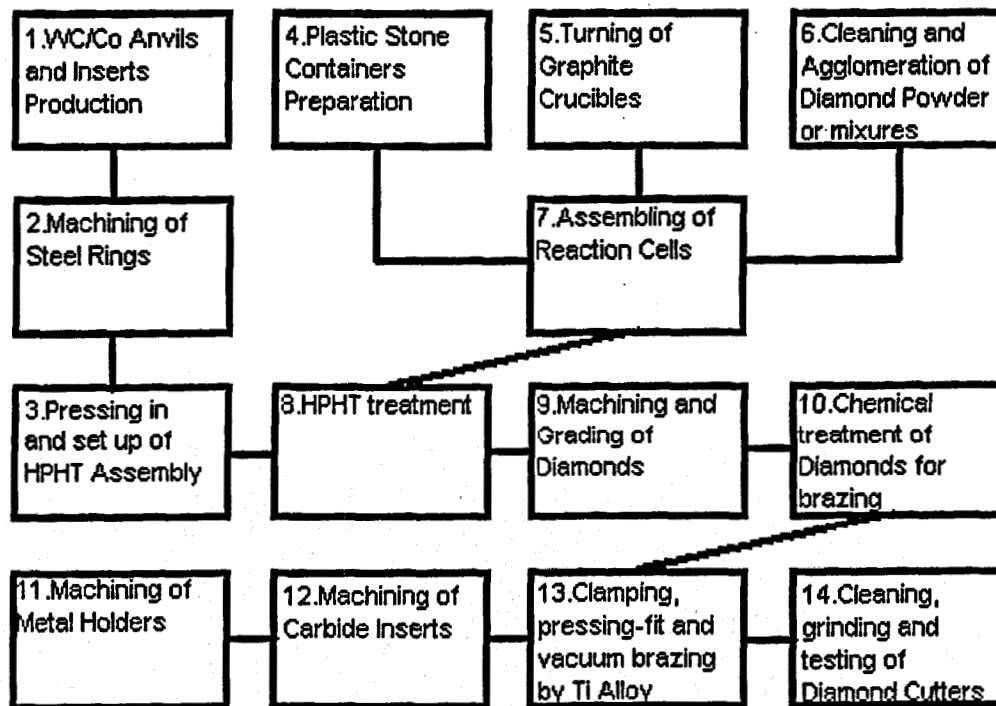 1.WC/Co Anvils
and Inserts
Production
4.Plastic Stone
Containers
Preparation
5.Turning of
Graphite
Crucibles
6.Cleaning and
Agglomeration of
Diamond Powder
or mixures
2.Machining of
Steel Rings
7.Assembling of
Reaction Cells
3.Pressing in
and set up of
HPHT Assembly
8.HPHT treatment
9.Machining and
Grading of
Diamonds
10.Chemical
treatment of
Diamonds for
brazing
11.Machining of
Metal Holders
12.Machining of
Carbide Inserts
13.Clamping,
pressing-fit and
vacuum brazing
by Ti Alloy
14.Cleaning,
grinding and
testing of
Diamond Cutters